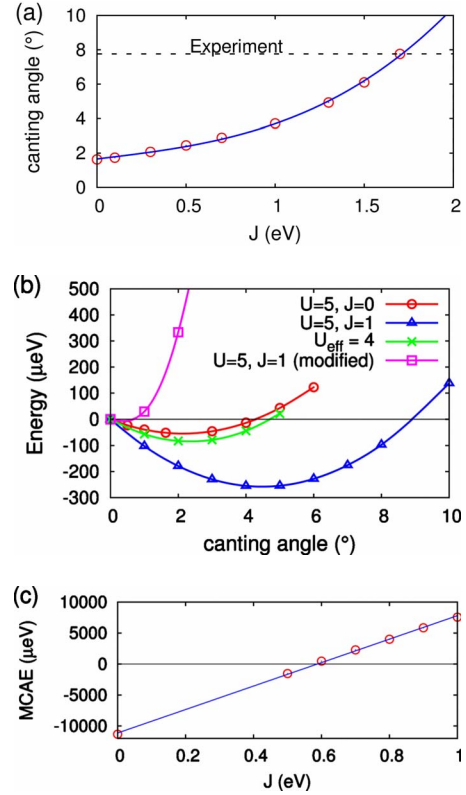 (a)
canting angle (°)
10
8
6
4
2
0
Experiment
0
0.5
1
1.5
2
J (eV)
(b)
Energy (μeV)
500
400
300
200
100
0
-100
-200
-300
U=5, J=0
U=5, J=1
Ueff = 4
U=5, J=1 (modified)
0
2
4
6
8
10
canting angle (°)
(c)
MCAE (μeV)
10000
5000
0
-5000
-10000
0
0.2
0.4
0.6
0.8
1
J (eV)